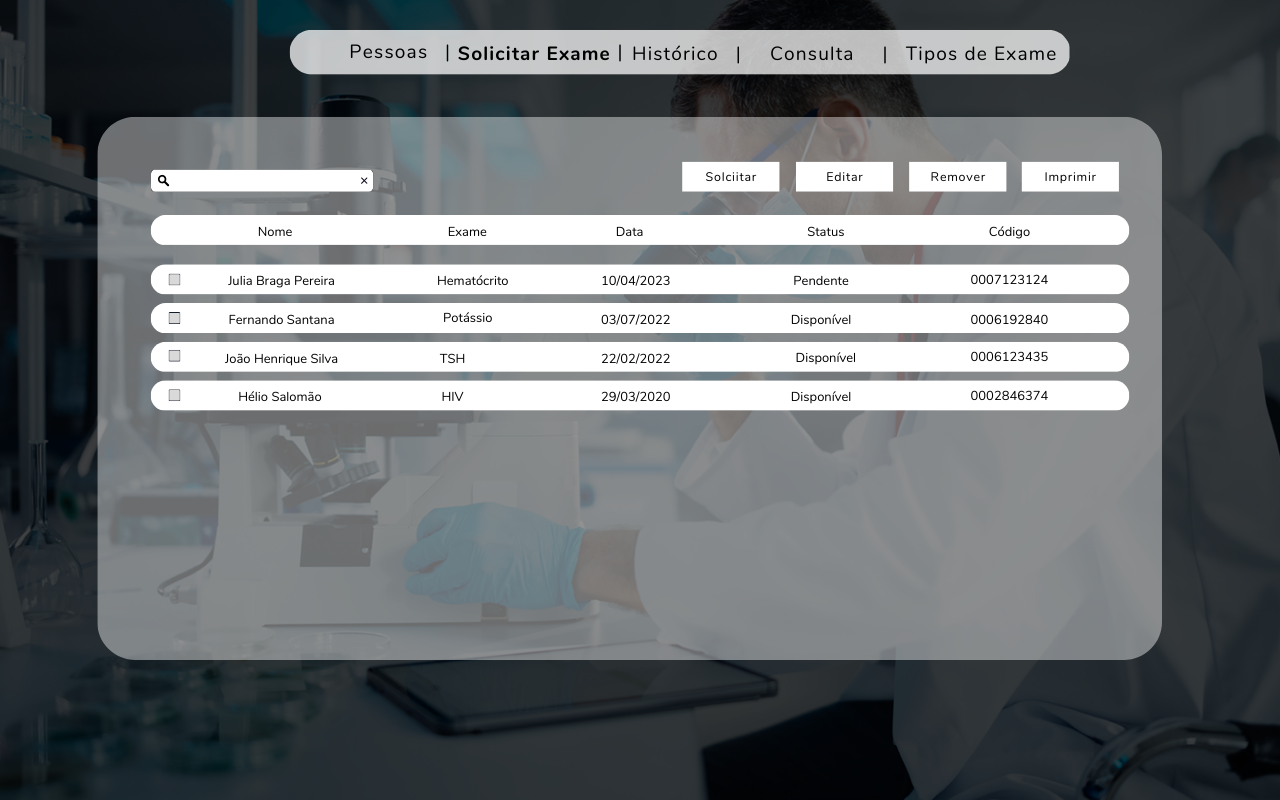 Pessoas | Solicitar Exame | Histórico | Consulta | Tipos de Exame
× Solciitar Editar Remover Imprimir
Nome Exame Data Status Código
Julia Braga Pereira Hematócrito 10/04/2023 Pendente 0007123124
Fernando Santana Potássio 03/07/2022 Disponível 0006192840
João Henrique Silva TSH 22/02/2022 Disponível 0006123435
Hélio Salomão HIV 29/03/2020 Disponível 0002846374